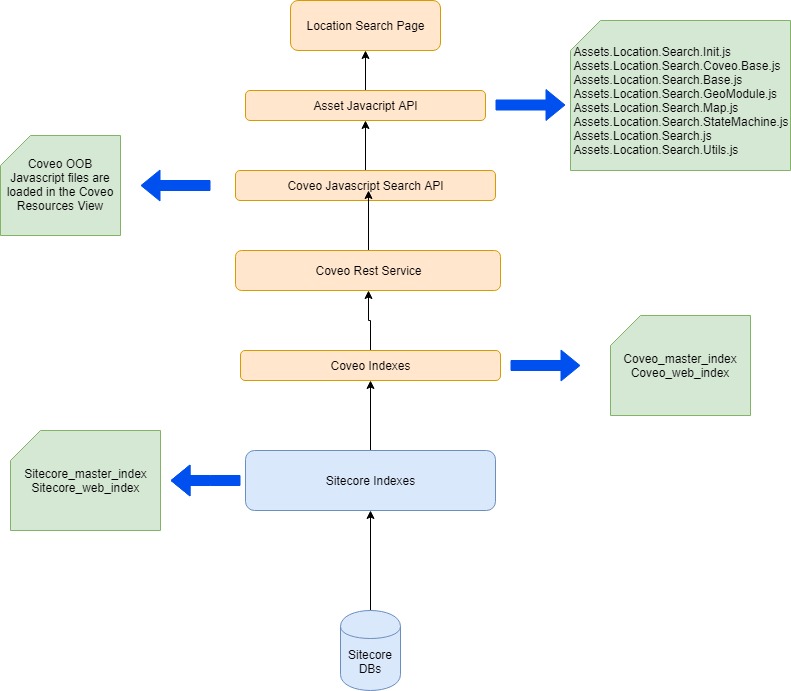 Location Search Page
Asset Javacript API
Assets.Location.Search.Init.js
Assets.Location.Search.Coveo.Base.js
Assets.Location.Search.Base.js
Assets.Location.Search.GeoModule.js
Assets.Location.Search.Map.js
Assets.Location.Search.StateMachine.js
Assets.Location.Search.js
Assets.Location.Search.Utils.js
Coveo OOB
Javascript files are
loaded in the Coveo
Resources View
Coveo Javascript Search API
Coveo Rest Service
Coveo Indexes
Coveo_master_index
Coveo_web_index
Sitecore_master_index
Sitecore_web_index
Sitecore Indexes
Sitecore
DBs